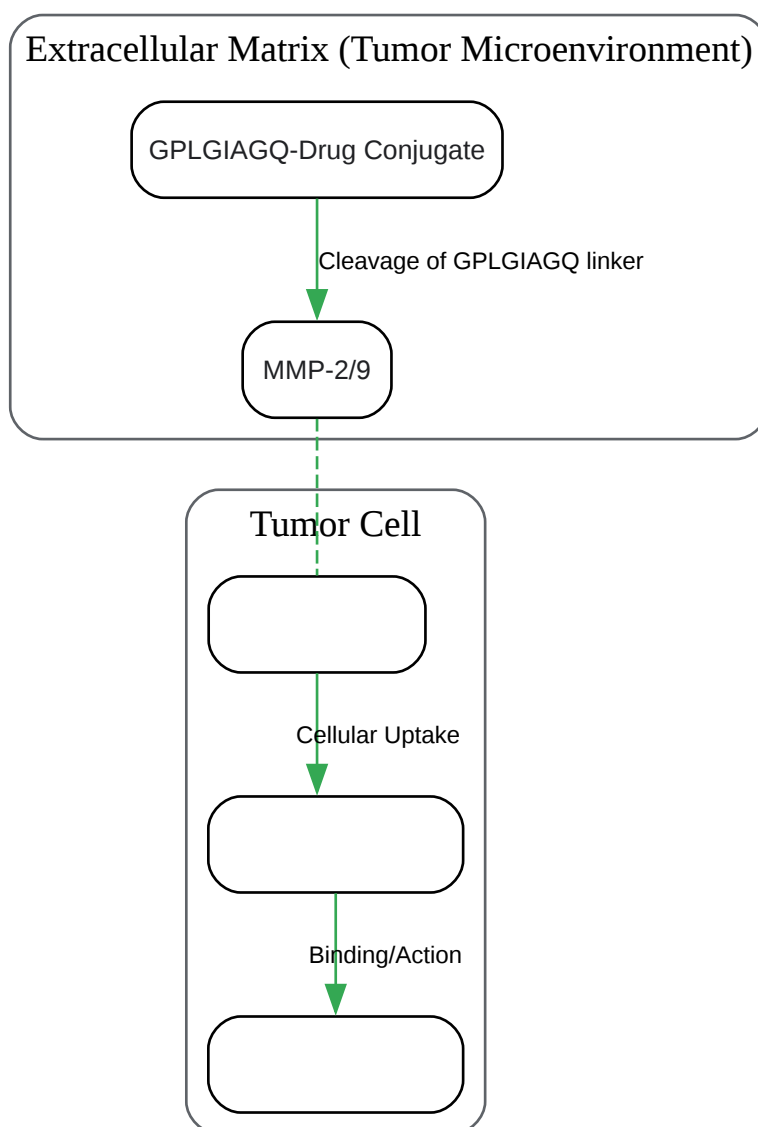 Extracellular Matrix (Tumor Microenvironment)
GPLGIAGQ-Drug Conjugate
Cleavage of GPLGIAGQ linker
MMP-2/9
Tumor Cell
Cellular Uptake
Binding/Action